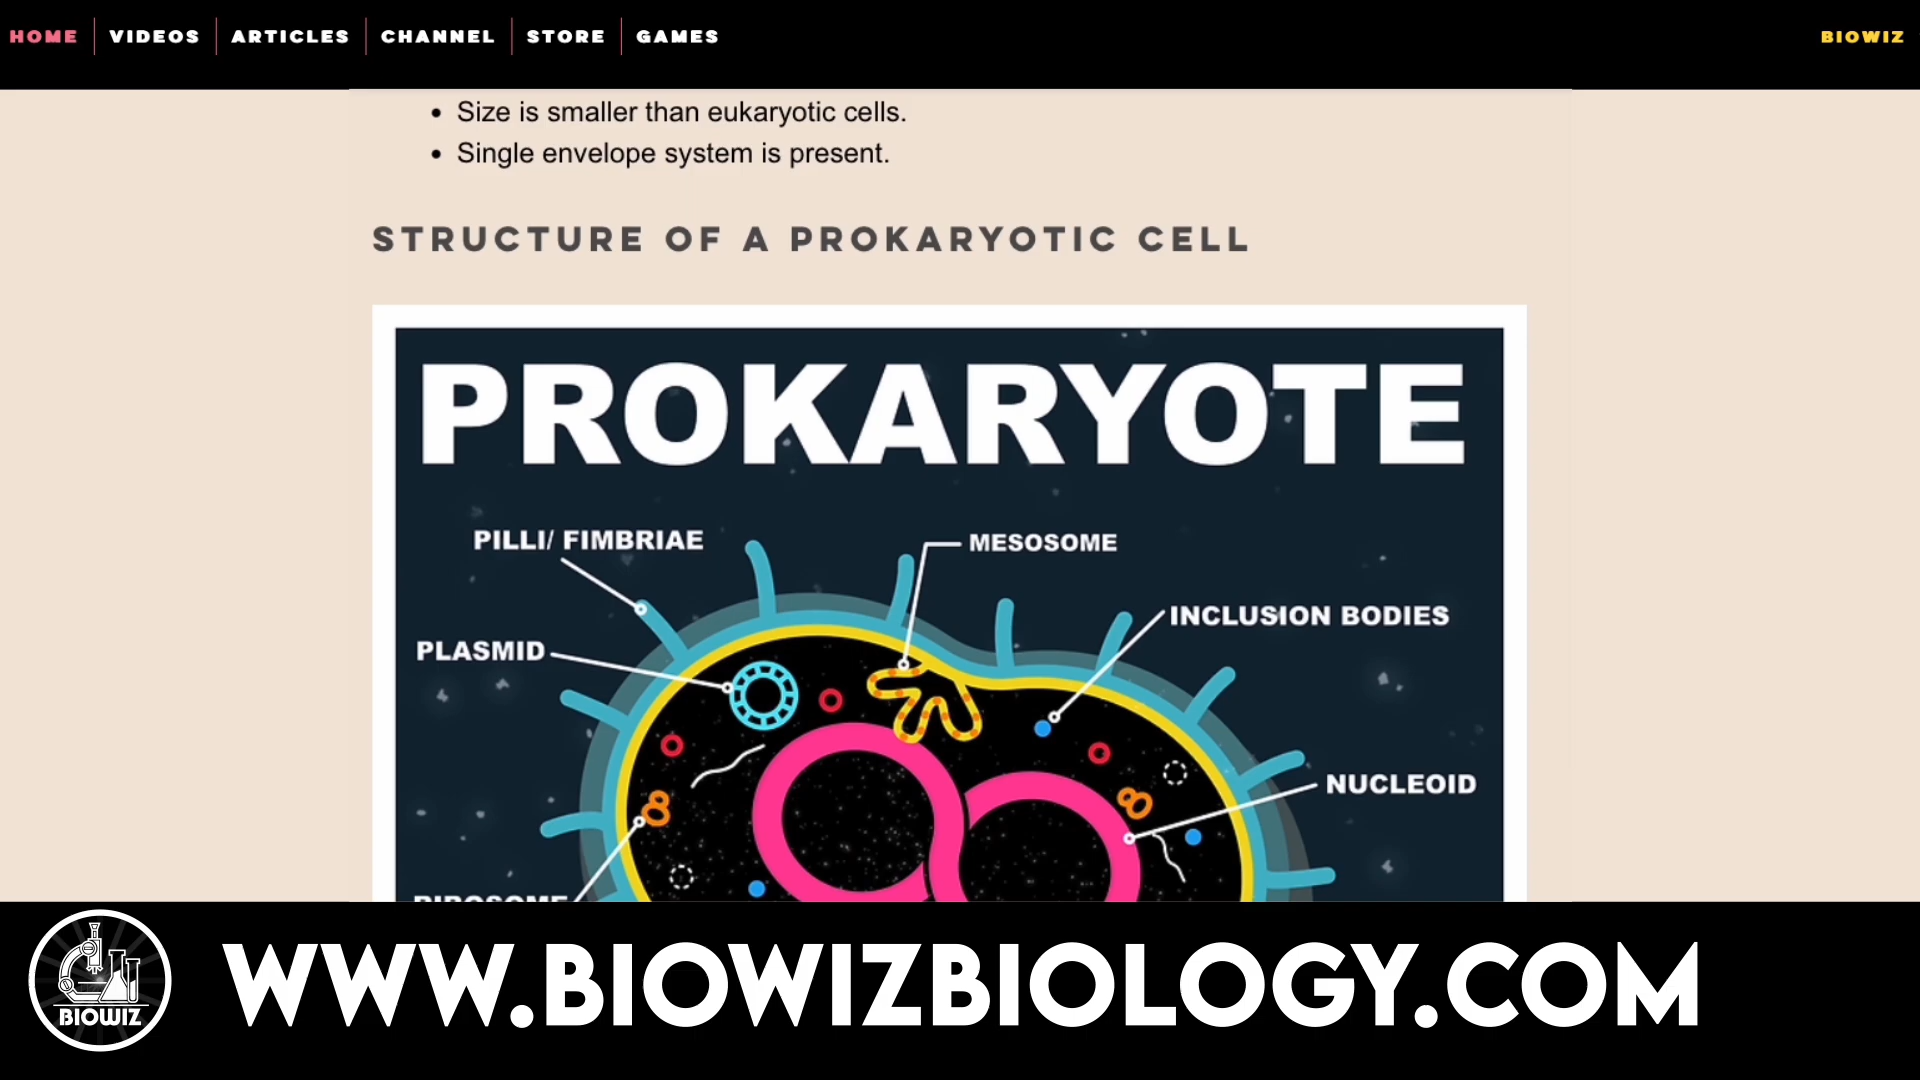 HOME VIDEOS ARTICLES CHANNEL STORE GAMES BIOWIZ
• Size is smaller than eukaryotic cells.
• Single envelope system is present.
STRUCTURE OF A PROKARYOTIC CELL
PROKARYOTE
PILLI/ FIMBRIAE
MESOSOME
INCLUSION BODIES
PLASMID
NUCLEOID
RIBOSOME
BIOWIZ
WWW.BIOWIZBIOLOGY.COM